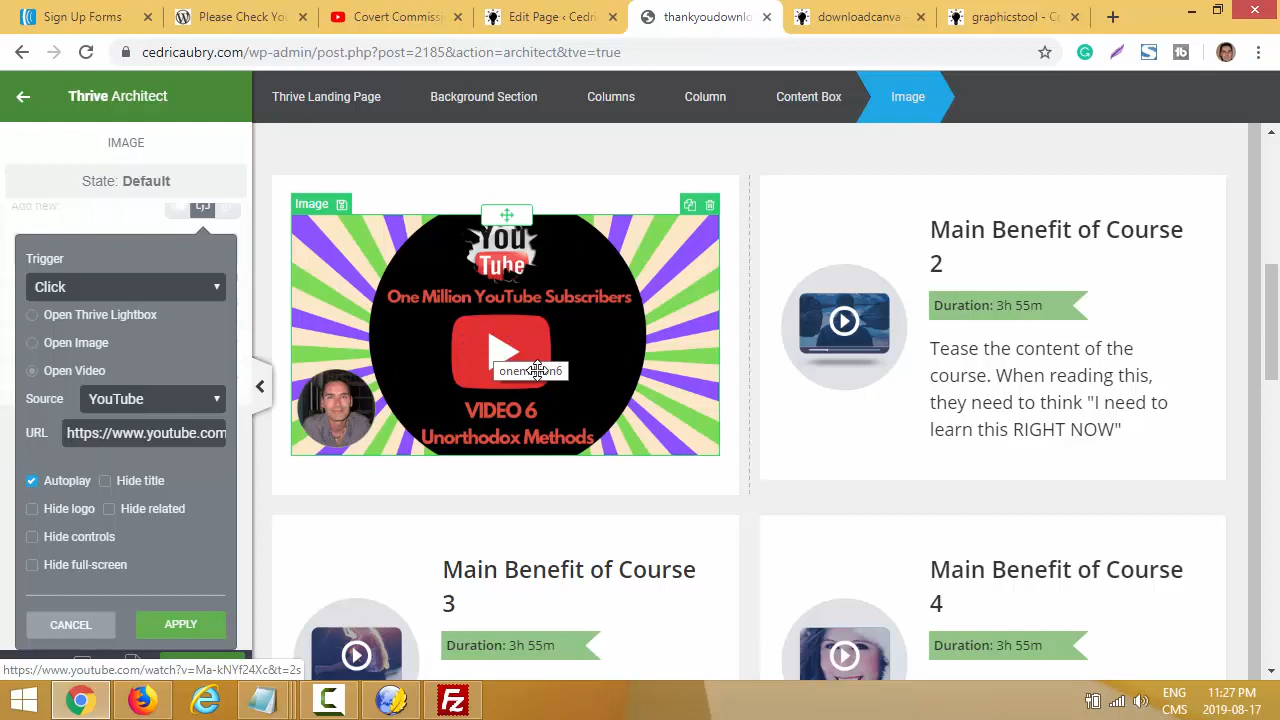 Sign Up Forms
Please Check Yo
Covert Commissi
Edit Page ‹ Cedri
thankyoudownlo
downloadcanva
graphicstool - Ce
cedricaubry.com/wp-admin/post.php?post=2185&action=architect&tve=true
Thrive Architect
Thrive Landing Page
Background Section
Columns
Column
Content Box
Image
IMAGE
State: Default
Add new:
Trigger
Click
Open Thrive Lightbox
Open Image
Open Video
Source
YouTube
URL
https://www.youtube.com
Autoplay
Hide title
Hide logo
Hide related
Hide controls
Hide full-screen
CANCEL
APPLY
https://www.youtube.com/watch?v=Ma-kNYf24Xc&t=2s
Image
You
Tube
One Million YouTube Subscribers
VIDEO 6
Unorthodox Methods
Main Benefit of Course
2
Duration: 3h 55m
Tease the content of the
course. When reading this,
they need to think "I need to
learn this RIGHT NOW"
Main Benefit of Course
3
Duration: 3h 55m
Main Benefit of Course
4
Duration: 3h 55m
ENG
CMS
11:27 PM
2019-08-17